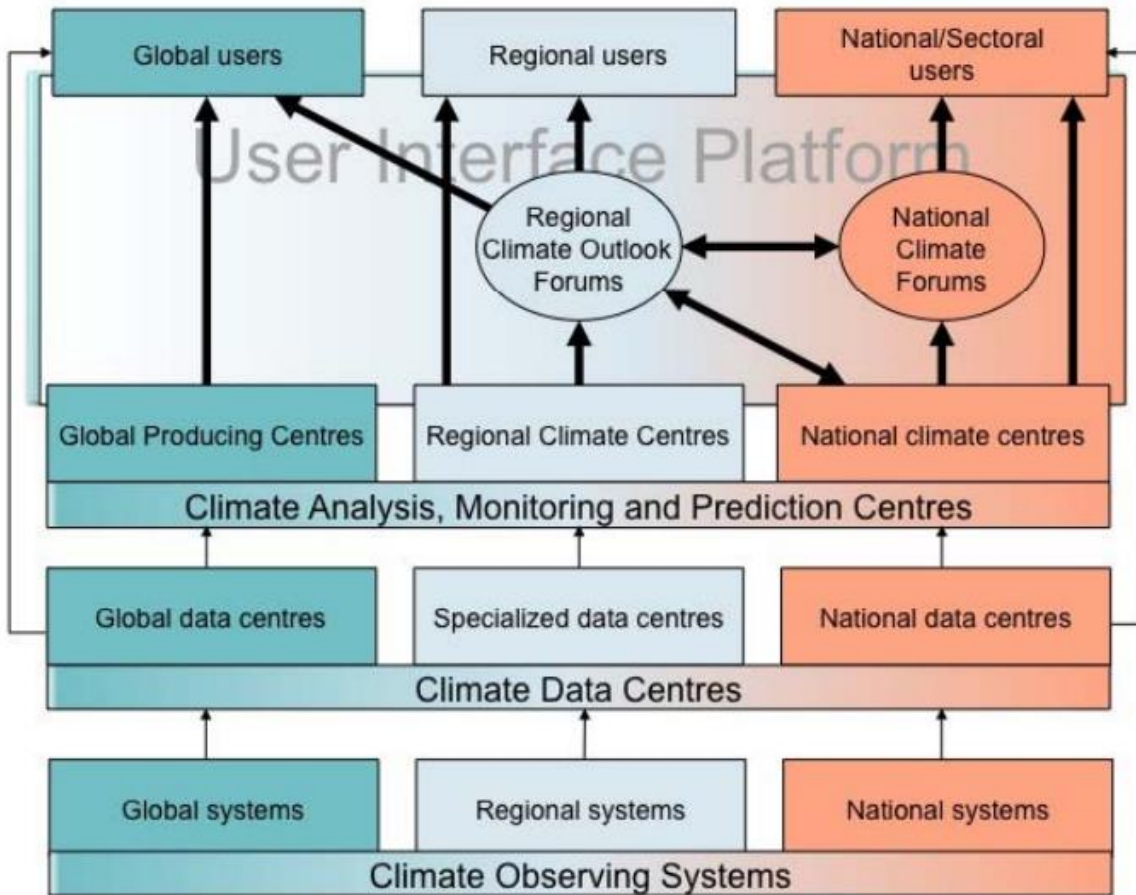 Global users
Regional users
National/Sectoral
users
User Interface Platform
Regional
Climate Outlook
Forums
National
Climate
Forums
Global Producing Centres
Regional Climate Centres
National climate centres
Climate Analysis, Monitoring and Prediction Centres
Global data centres
Specialized data centres
National data centres
Climate Data Centres
Global systems
Regional systems
National systems
Climate Observing Systems